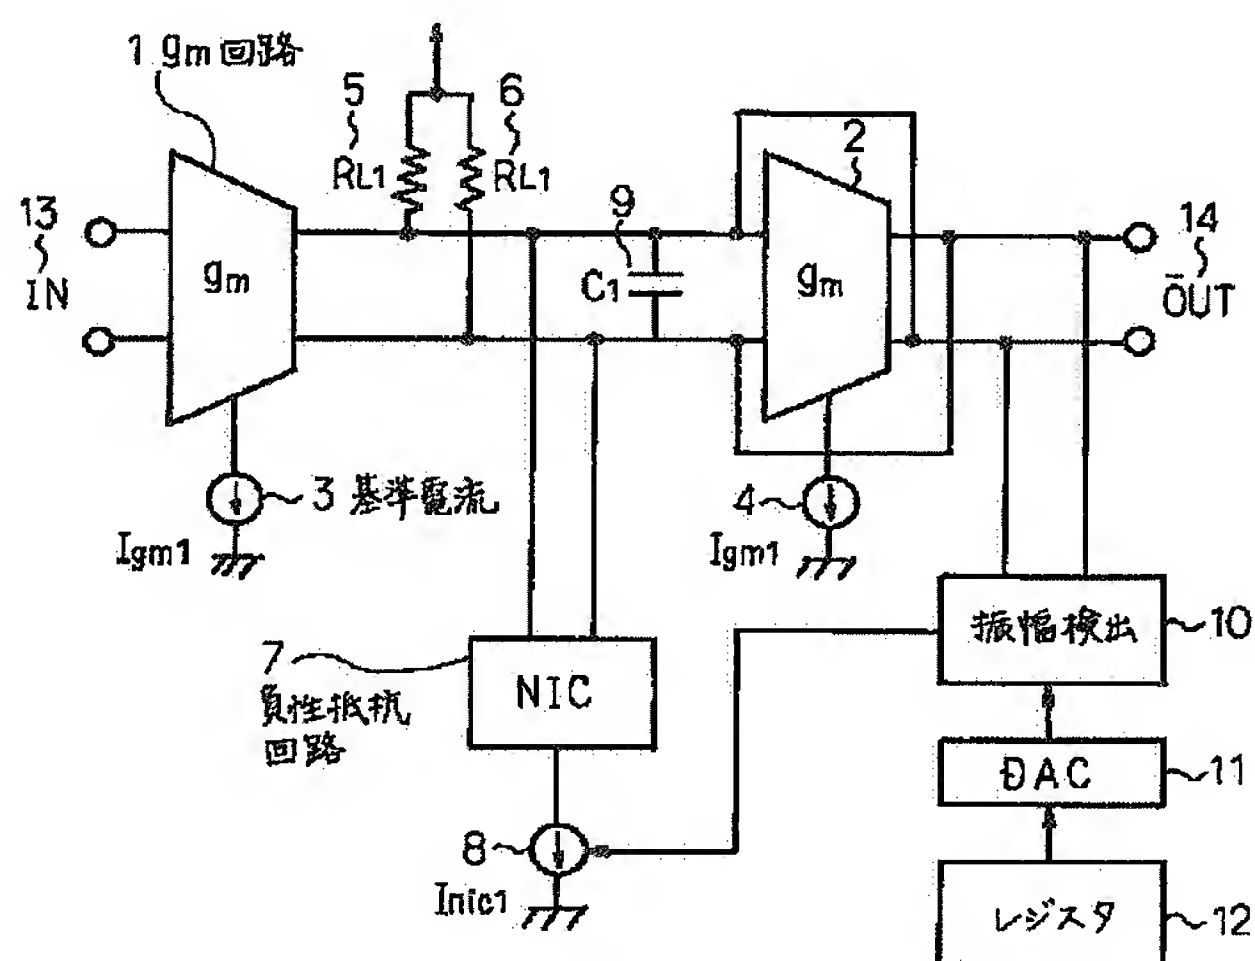 1 gm回路
5
RL1
6
RL1
13
IN
gm
9
C1
2
gm
14
OUT
3 基準電流
Igm1
4
Igm1
7
負性抵抗
回路
NIC
振幅検出
10
DAC
11
8
Inic1
レジスタ
12